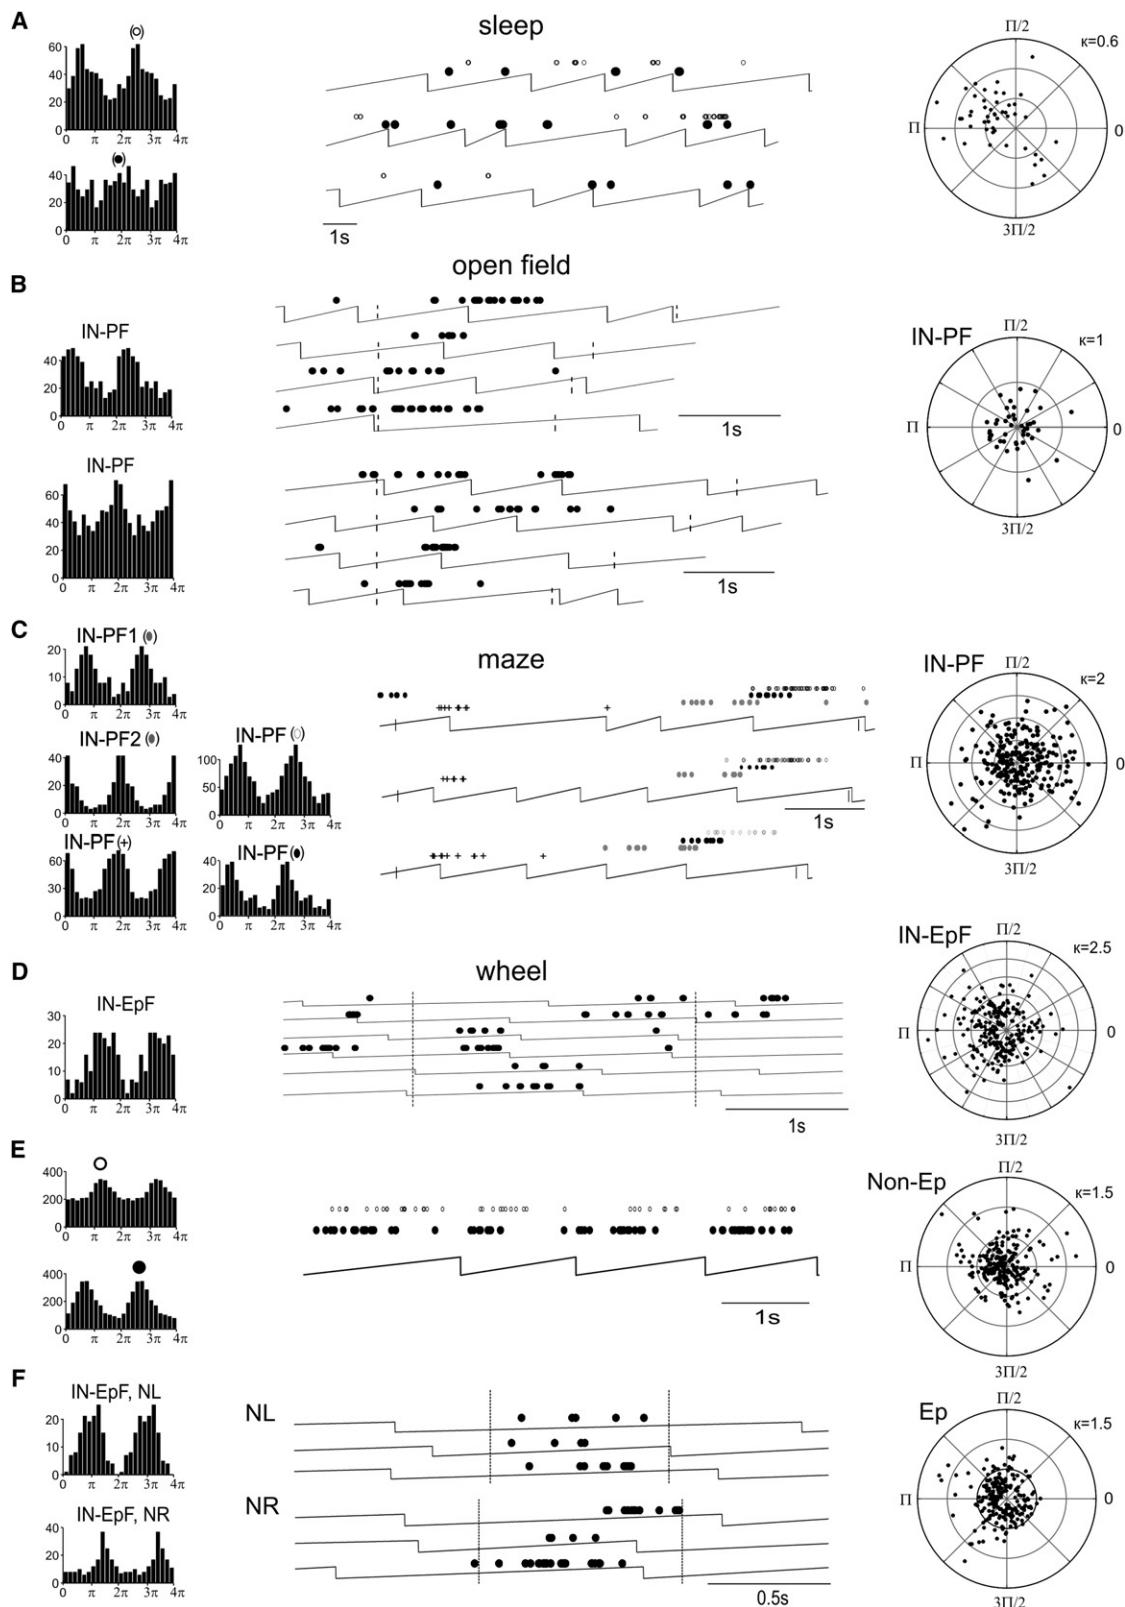 A
sleep
(○)
60
40
20
0
0 π 2π 3π 4π
(●)
40
20
0
0 π 2π 3π 4π
1s
κ=0.6
Π/2
Π
0
3Π/2
B
open field
IN-PF
40
20
0
0 π 2π 3π 4π
IN-PF
60
40
20
0
0 π 2π 3π 4π
1s
1s
IN-PF
κ=1
Π/2
Π
0
3Π/2
C
maze
IN-PF1 (●)
20
10
0
0 π 2π 3π 4π
IN-PF2 (●)
40
20
0
0 π 2π 3π 4π
IN-PF(+)
60
40
20
0
0 π 2π 3π 4π
IN-PF(○)
100
50
0
0 π 2π 3π 4π
IN-PF(●)
40
20
0
0 π 2π 3π 4π
1s
IN-PF
κ=2
Π/2
Π
0
3Π/2
D
wheel
IN-EpF
30
20
10
0
0 π 2π 3π 4π
1s
IN-EpF
κ=2.5
Π/2
Π
0
3Π/2
E
400
200
0
0 π 2π 3π 4π
400
200
0
0 π 2π 3π 4π
1s
Non-Ep
κ=1.5
Π/2
Π
0
3Π/2
F
IN-EpF, NL
20
10
0
0 π 2π 3π 4π
IN-EpF, NR
40
20
0
0 π 2π 3π 4π
NL
NR
0.5s
Ep
κ=1.5
Π/2
Π
0
3Π/2